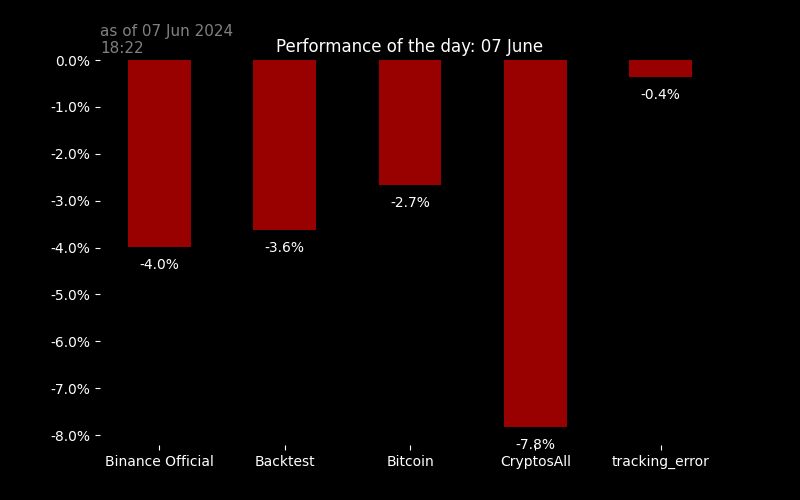 as of 07 Jun 2024
18:22
Performance of the day: 07 June
0.0%
-1.0%
-2.0%
-3.0%
-4.0%
-5.0%
-6.0%
-7.0%
-8.0%
-4.0%
-3.6%
-2.7%
-7.8%
-0.4%
Binance Official
Backtest
Bitcoin
CryptosAll
tracking_error